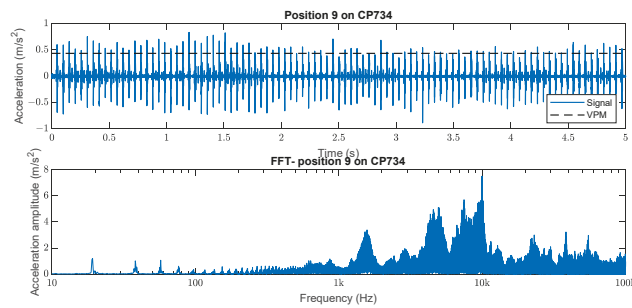 Position 9 on CP734
Acceleration (m/s²)
1
0.5
0
-0.5
-1
0 0.5 1 1.5 2 2.5 3 3.5 4 4.5 5
Signal
VPM
Time (s)
FFT- position 9 on CP734
Acceleration amplitude (m/s²)
8
6
4
2
0
10 100 1k 10k 100k
Frequency (Hz)